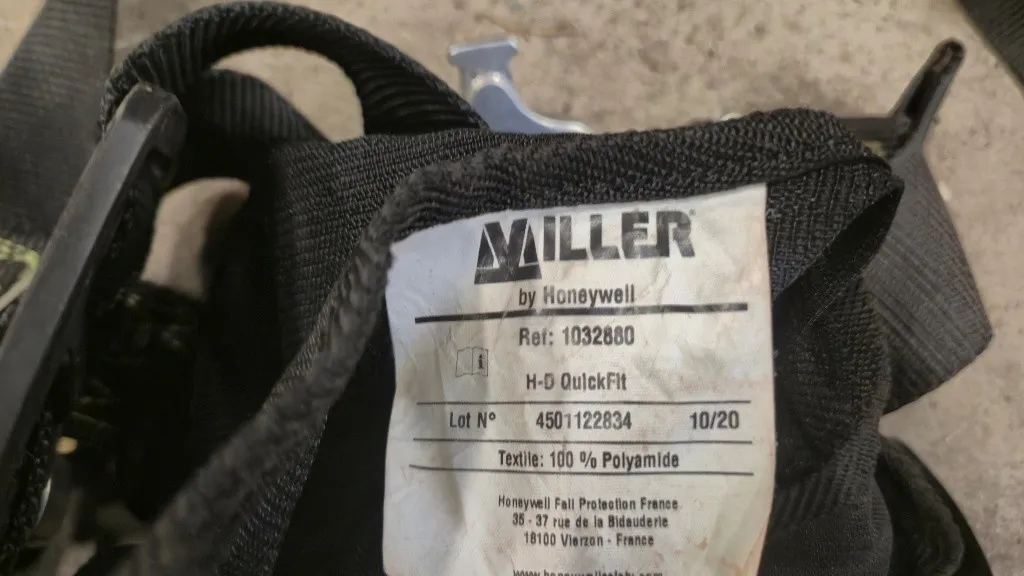 MILLER
by Honeywell
Ref: 1032880
H-D QuickFit
Lot N° 4501122834 10/20
Textile: 100 % Polyamide
Honeywell Fall Protection France
35 - 37 rue de la Bidauderie
18100 Vierzon - France